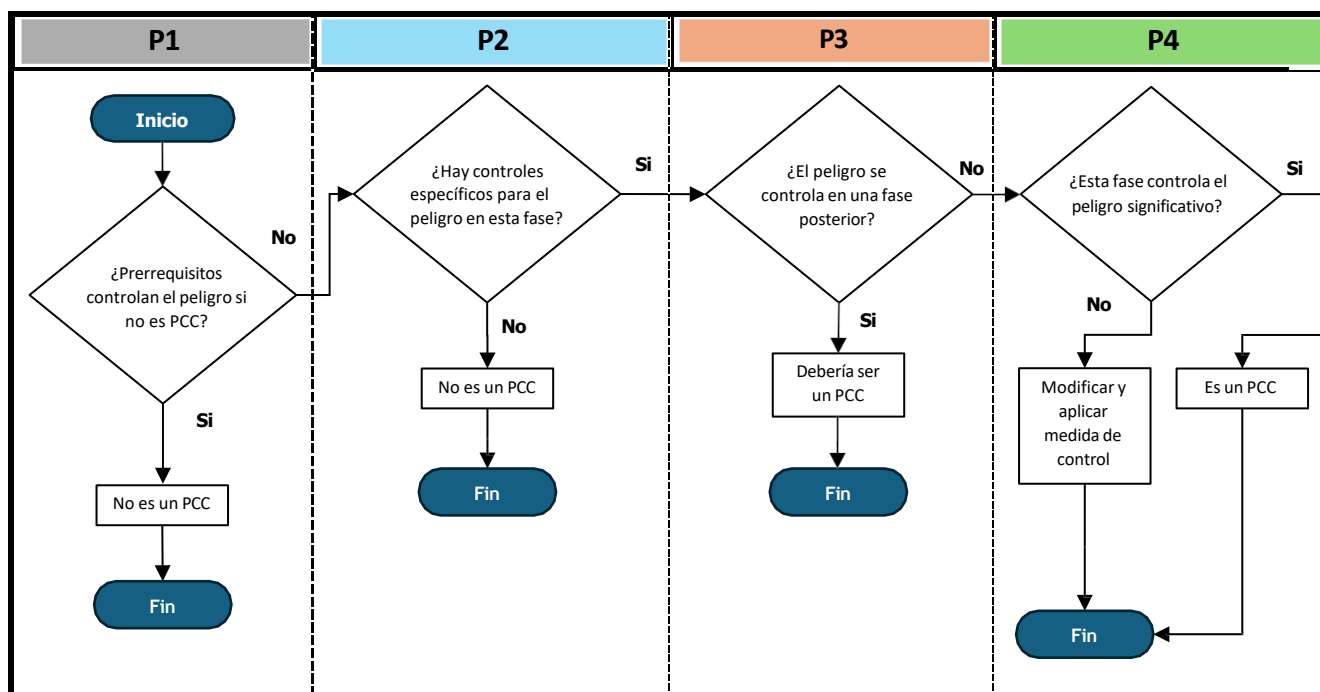 P1
P2
P3
P4
Inicio
¿Prerrequisitos
controlan el peligro si
no es PCC?
No
Si
No es un PCC
Fin
¿Hay controles
específicos para el
peligro en esta fase?
Si
No
No es un PCC
Fin
¿El peligro se
controla en una fase
posterior?
No
Si
Debería ser
un PCC
Fin
¿Esta fase controla el
peligro significativo?
Si
No
Modificar y
aplicar
medida de
control
Es un PCC
Fin